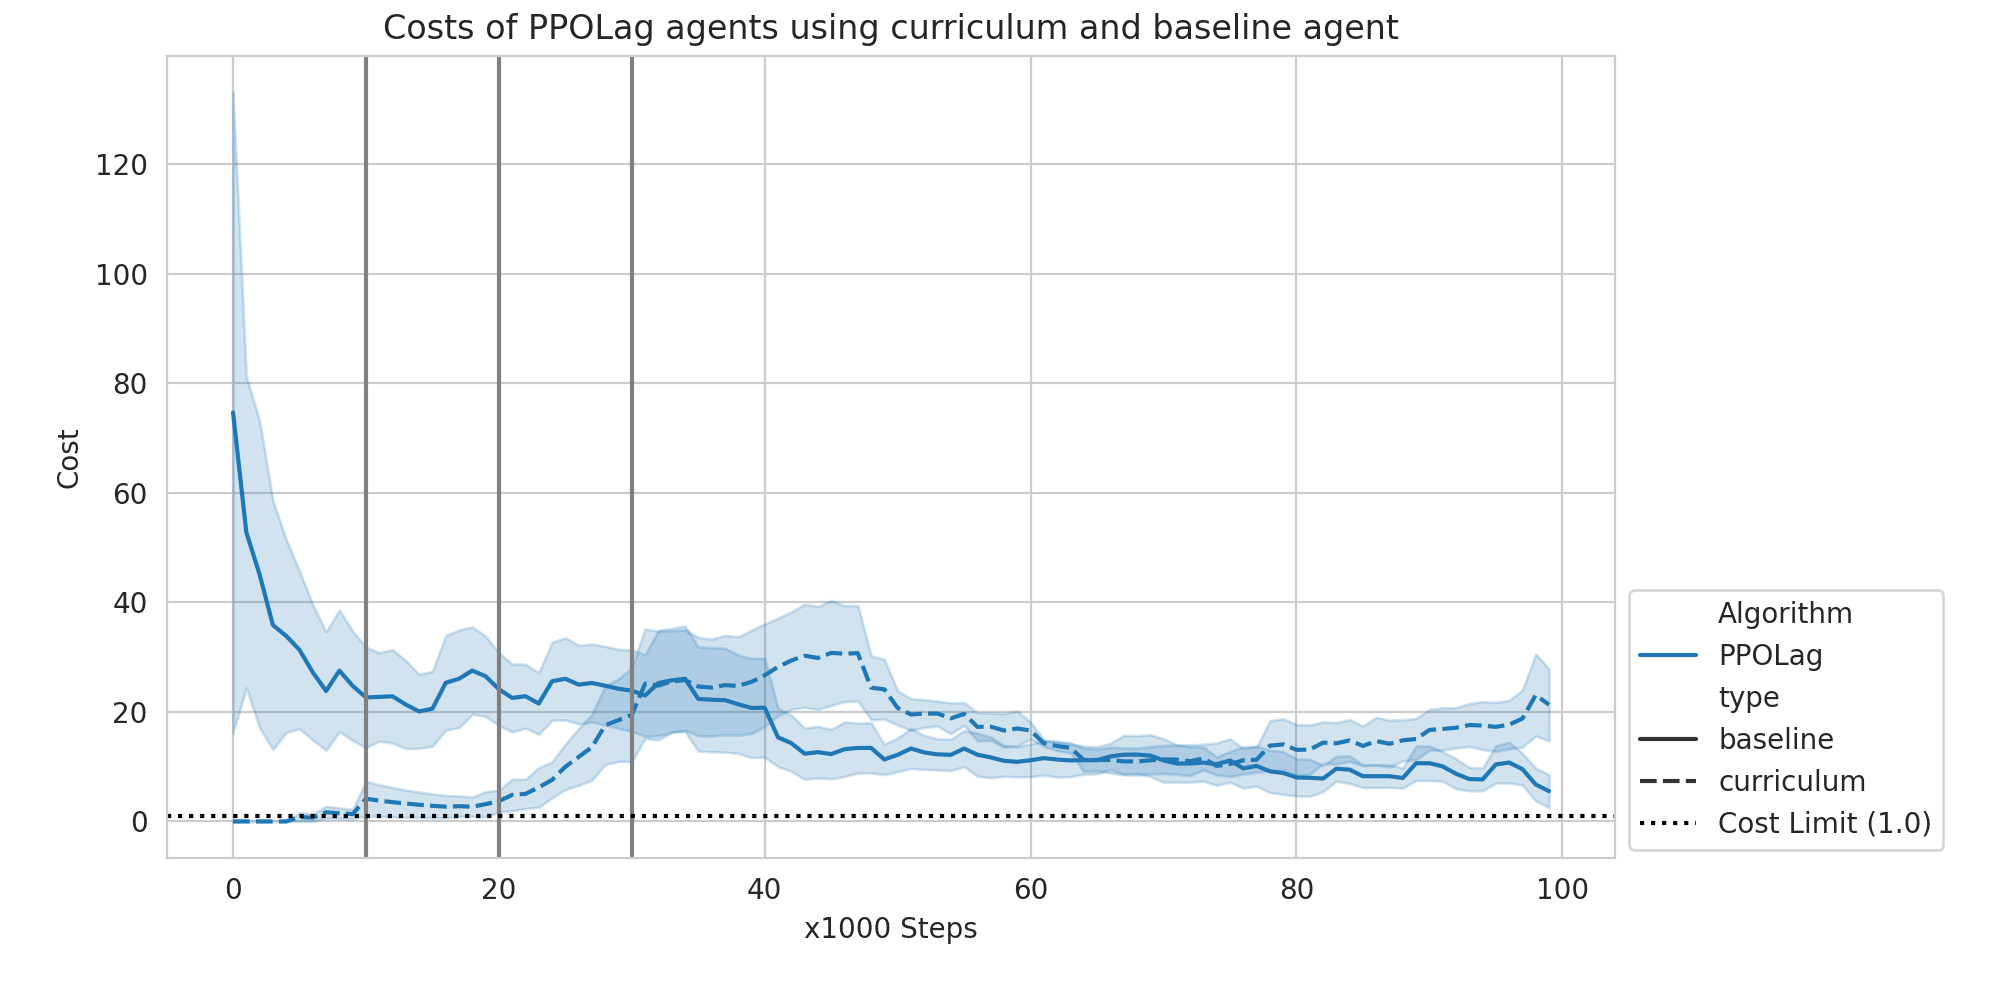 Costs of PPOLag agents using curriculum and baseline agent
120
100
80
60
40
20
0
Cost
0 20 40 60 80 100
x1000 Steps
Algorithm
PPOLag
type
baseline
curriculum
Cost Limit (1.0)